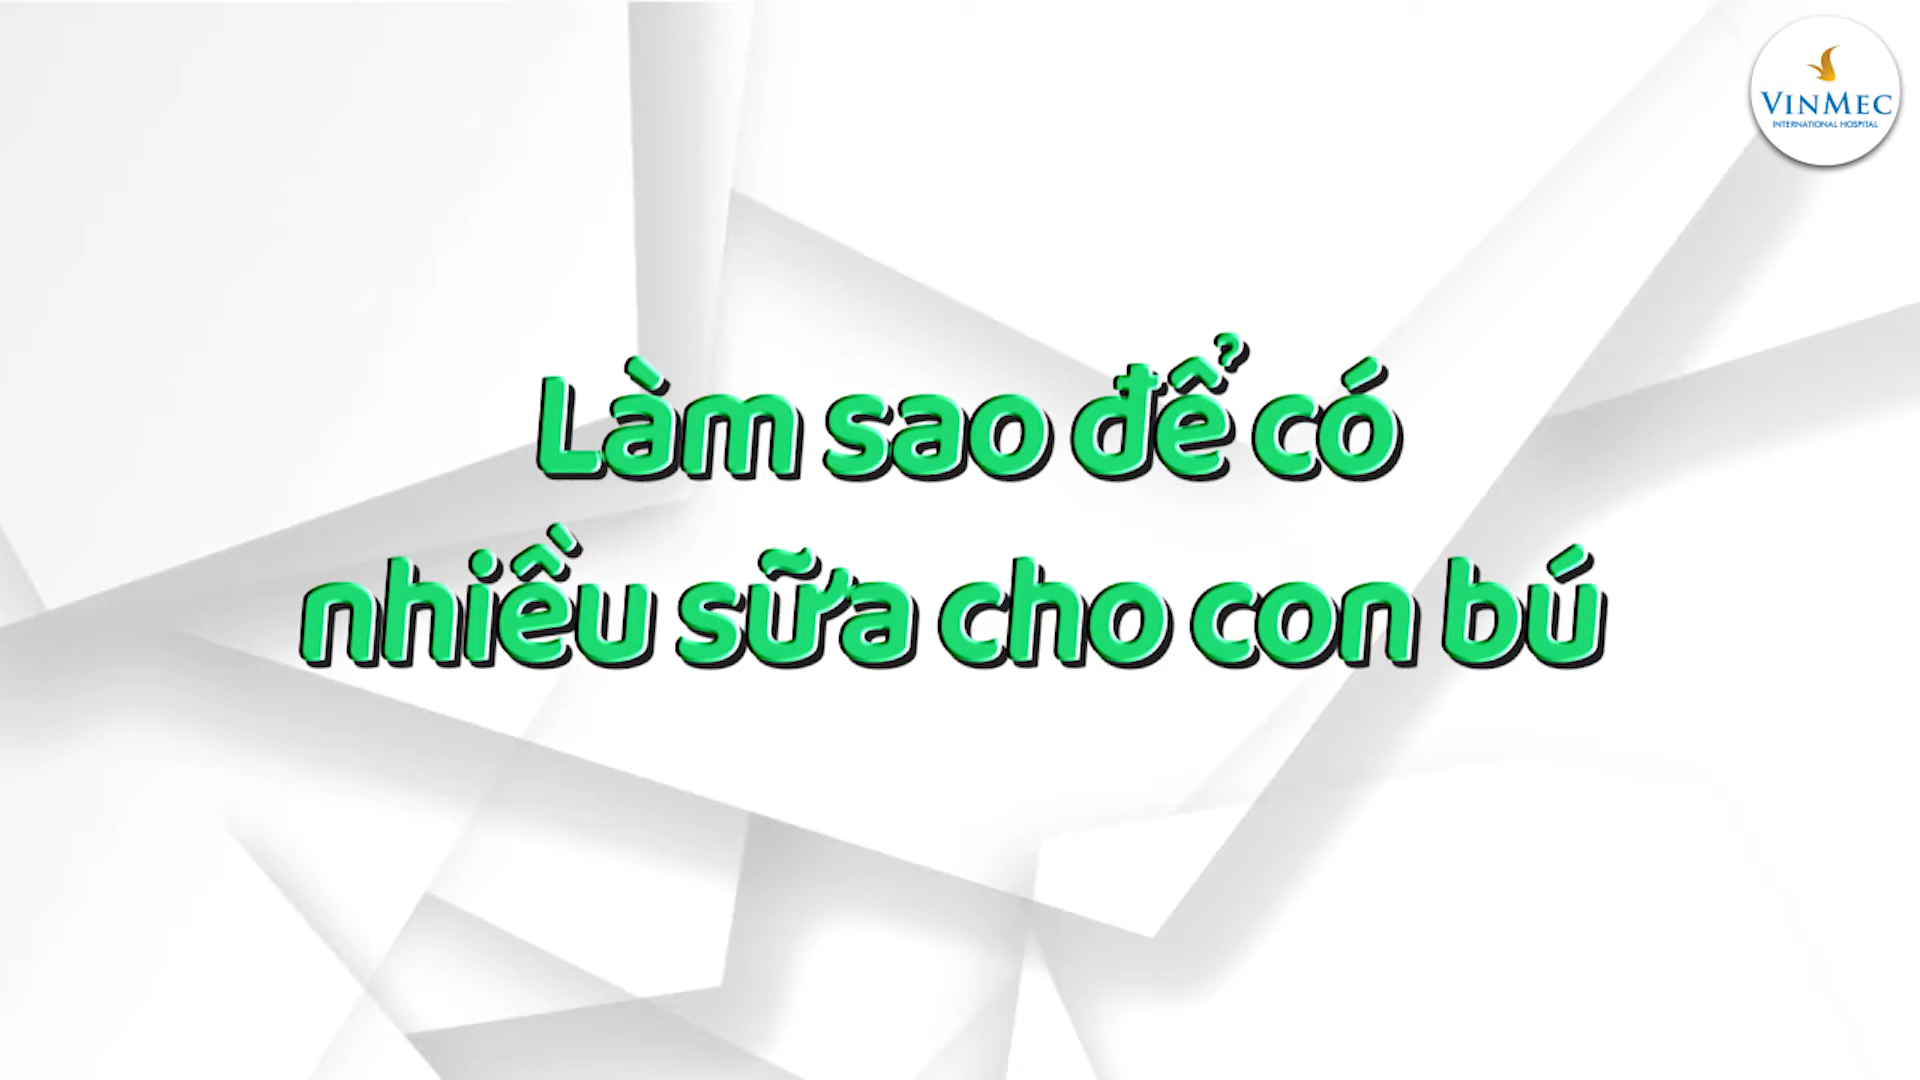 VINMEC
INTERNATIONAL HOSPITAL
Làm sao để có
nhiều sữa cho con bú